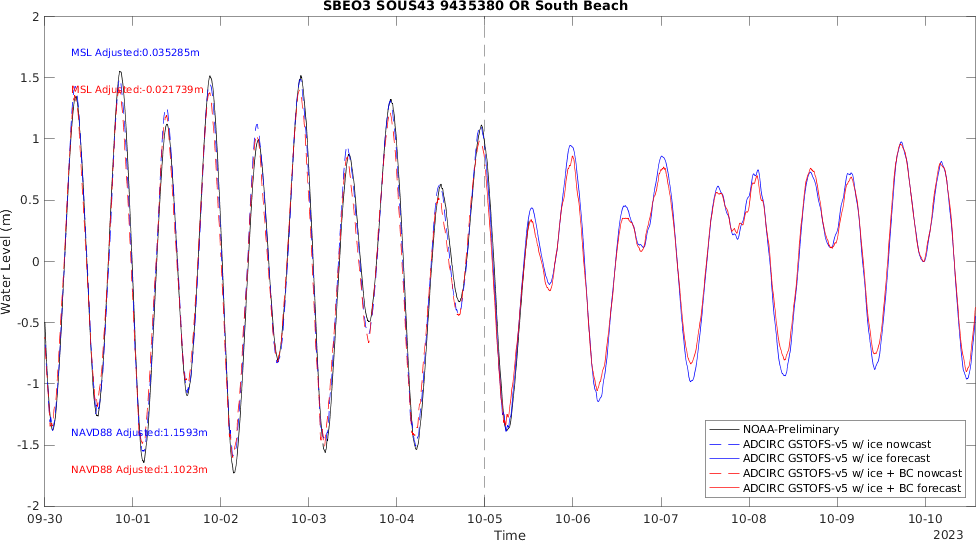 SBEO3 SOUS43 9435380 OR South Beach
MSL Adjusted:0.035285m
MSL Adjusted:-0.021739m
NAVD88 Adjusted:1.1593m
NAVD88 Adjusted:1.1023m
Water Level (m)
2
1.5
1
0.5
0
-0.5
-1
-1.5
-2
NOAA-Preliminary
ADCIRC GSTOFS-v5 w/ ice nowcast
ADCIRC GSTOFS-v5 w/ ice forecast
ADCIRC GSTOFS-v5 w/ ice + BC nowcast
ADCIRC GSTOFS-v5 w/ ice + BC forecast
09-30 10-01 10-02 10-03 10-04 10-05 10-06 10-07 10-08 10-09 10-10
Time
2023